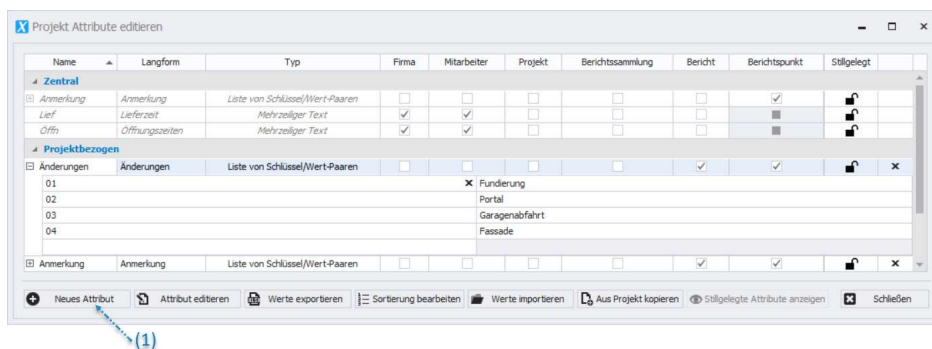 Projekt Attribute editieren
Name Langform Typ Firma Mitarbeiter Projekt Berichtssammlung Bericht Berichtspunkt Stillgelegt
Zentral
Anmerkung Anmerkung Liste von Schlüssel/Wert-Paaren
Lief Lieferzeit Mehrzeiliger Text
Öffn Öffnungszeiten Mehrzeiliger Text
Projektbezogen
Änderungen Änderungen Liste von Schlüssel/Wert-Paaren
01 Fundierung
02 Portal
03 Garagenabfahrt
04 Fassade
Anmerkung Anmerkung Liste von Schlüssel/Wert-Paaren
Neues Attribut Attribut editieren Werte exportieren Sortierung bearbeiten Werte importieren Aus Projekt kopieren Stillgelegte Attribute anzeigen Schließen
(1)